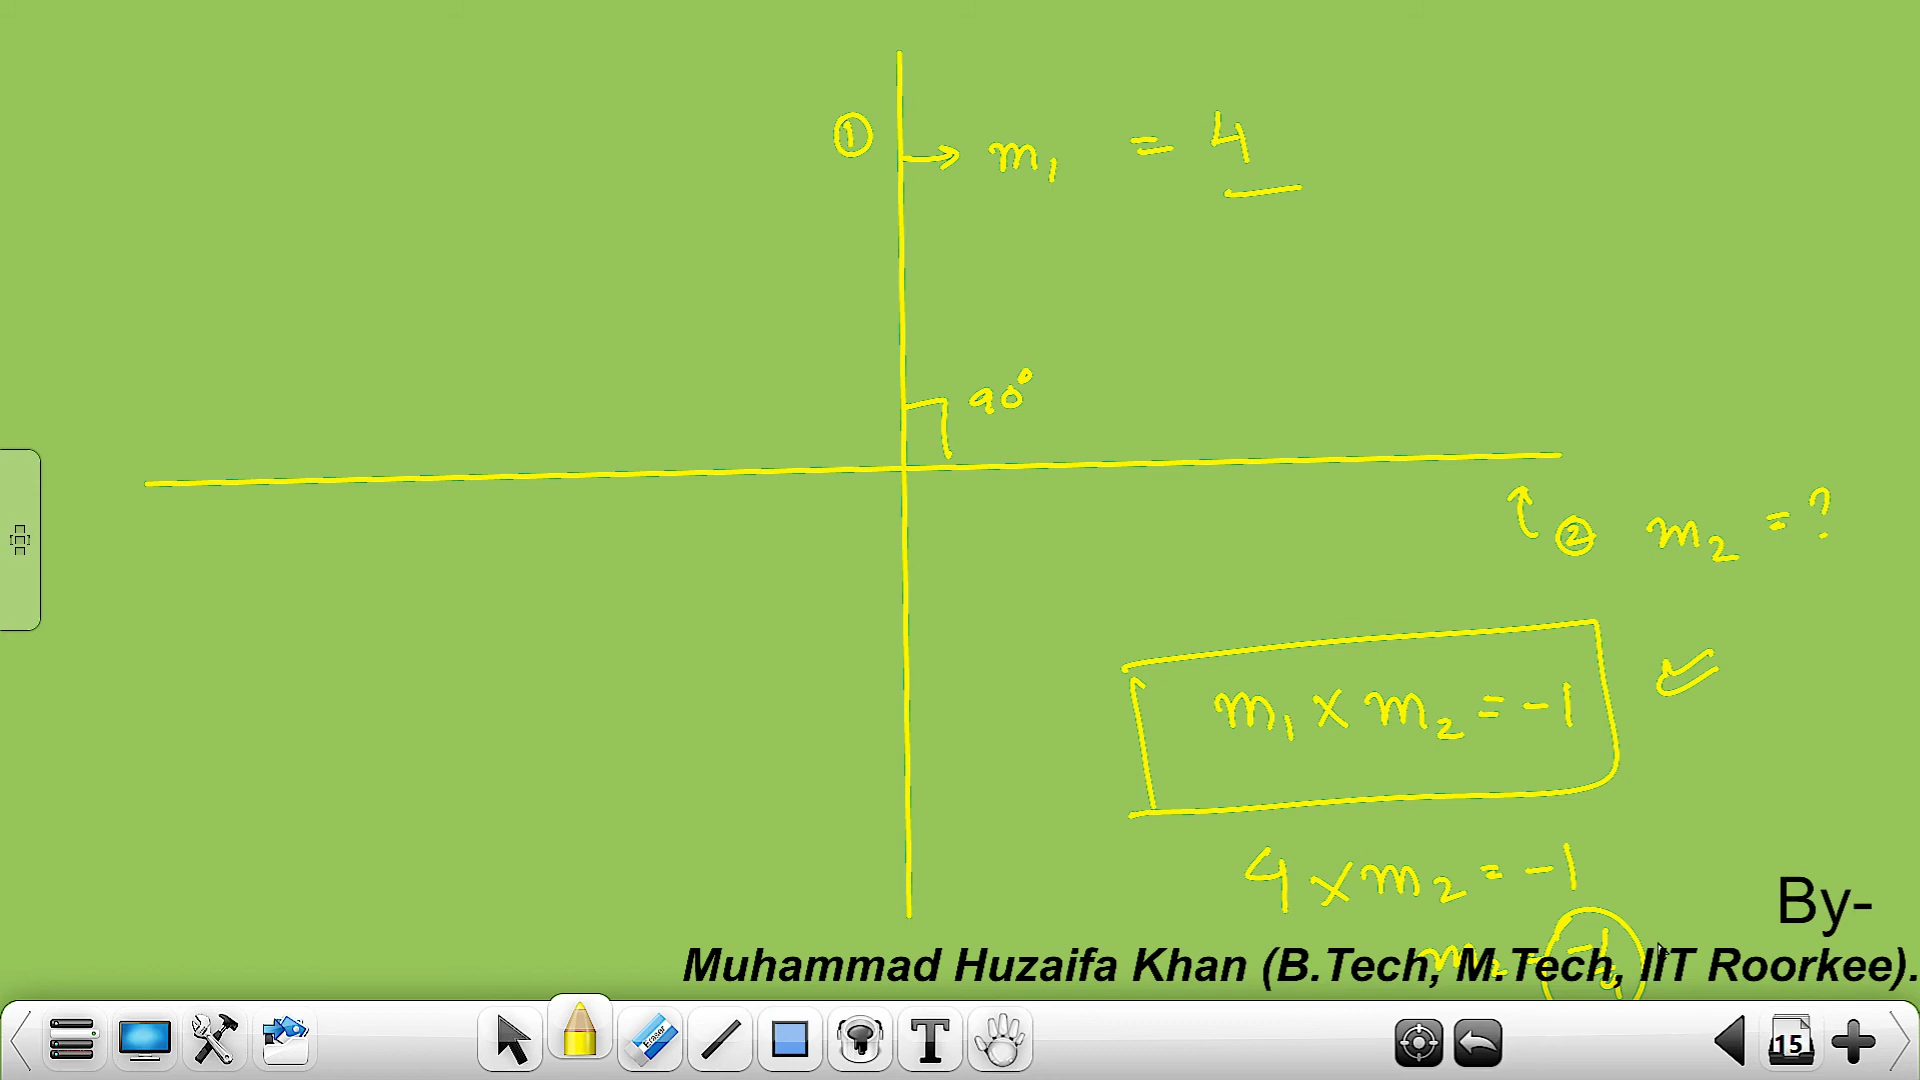 ① → m₁ = 4
90°
② m₂ = ?
m₁ × m₂ = -1
4 × m₂ = -1
By-
Muhammad Huzaifa Khan (B.Tech, M.Tech, IIT Roorkee).
Eraser
T
15